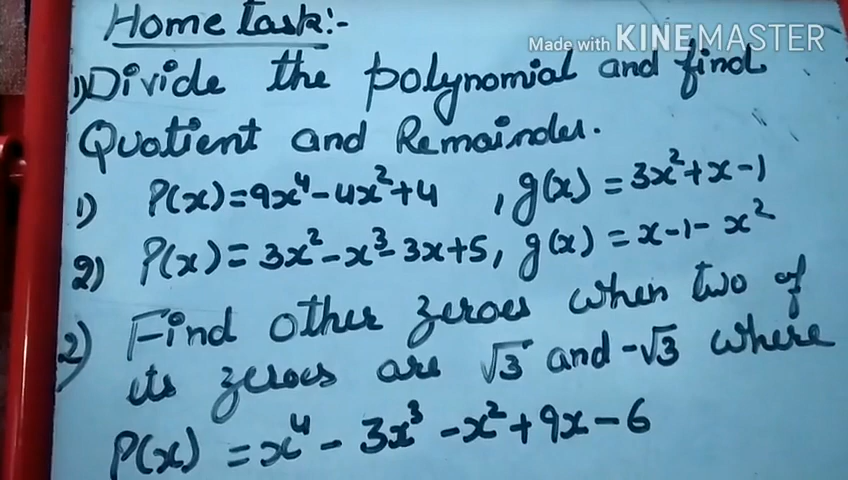 Home task:-
Made with KINEMASTER
1) Divide the polynomial and find
Quotient and Remainder.
1) P(x)=9x⁴-4x²+4 , g(x)=3x²+x-1
2) P(x)=3x²-x³-3x+5, g(x)=x-1-x²
2) Find other zeroes when two of
its zeroes are √3 and -√3 where
P(x)=x⁴-3x³-x²+9x-6